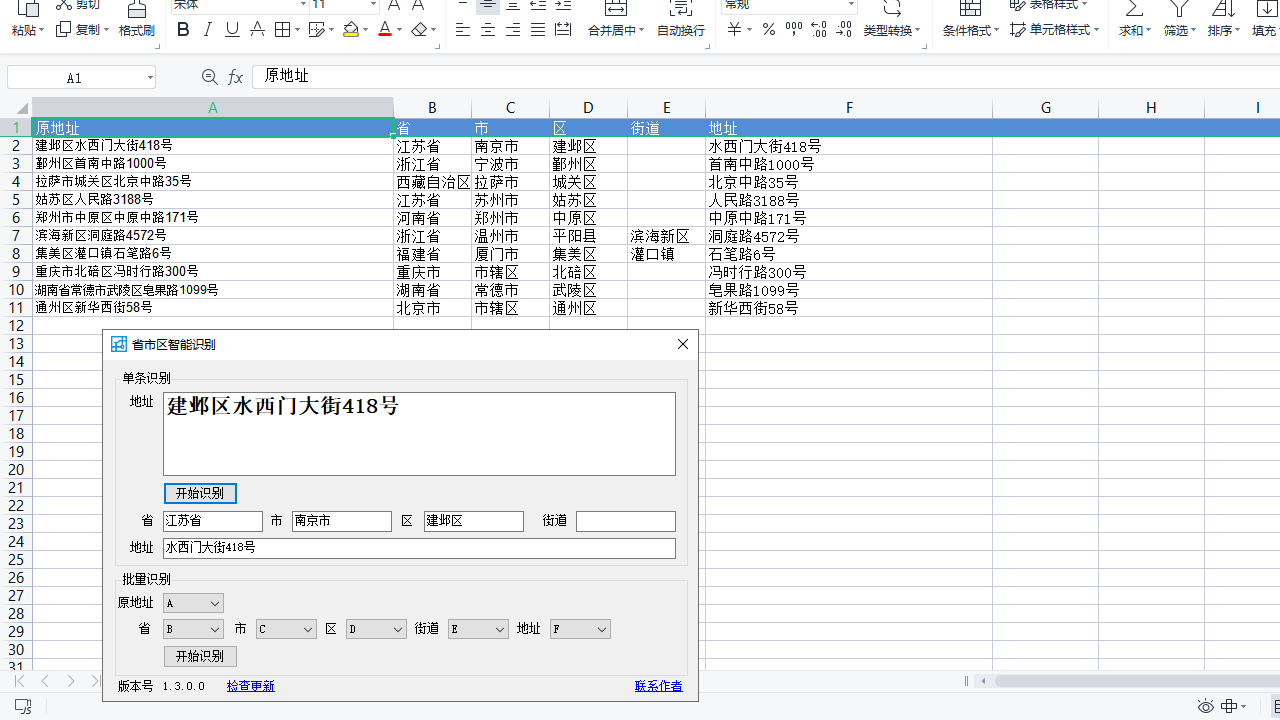 剪切 宋体 11 A A 常规 表格样式
粘贴 复制 格式刷 B I U A A 合并居中 自动换行 ¥ % 000 .0 .00 类型转换 条件格式 单元格样式 求和 筛选 排序 填充
A1 fx 原地址
A B C D E F G H I
1 原地址 省 市 区 街道 地址
2 建邺区水西门大街418号 江苏省 南京市 建邺区 水西门大街418号
3 鄞州区首南中路1000号 浙江省 宁波市 鄞州区 首南中路1000号
4 拉萨市城关区北京中路35号 西藏自治区 拉萨市 城关区 北京中路35号
5 姑苏区人民路3188号 江苏省 苏州市 姑苏区 人民路3188号
6 郑州市中原区中原中路171号 河南省 郑州市 中原区 中原中路171号
7 滨海新区洞庭路4572号 浙江省 温州市 平阳县 滨海新区 洞庭路4572号
8 集美区灌口镇石笔路6号 福建省 厦门市 集美区 灌口镇 石笔路6号
9 重庆市北碚区冯时行路300号 重庆市 市辖区 北碚区 冯时行路300号
10 湖南省常德市武陵区皂果路1099号 湖南省 常德市 武陵区 皂果路1099号
11 通州区新华西街58号 北京市 市辖区 通州区 新华西街58号
12
13
14
15
16
17
18
19
20
21
22
23
24
25
26
27
28
29
30
31
省市区智能识别
单条识别
地址 建邺区水西门大街418号
开始识别
省 江苏省 市 南京市 区 建邺区 街道
地址 水西门大街418号
批量识别
原地址 A
省 B 市 C 区 D 街道 E 地址 F
开始识别
版本号 1.3.0.0 检查更新 联系作者